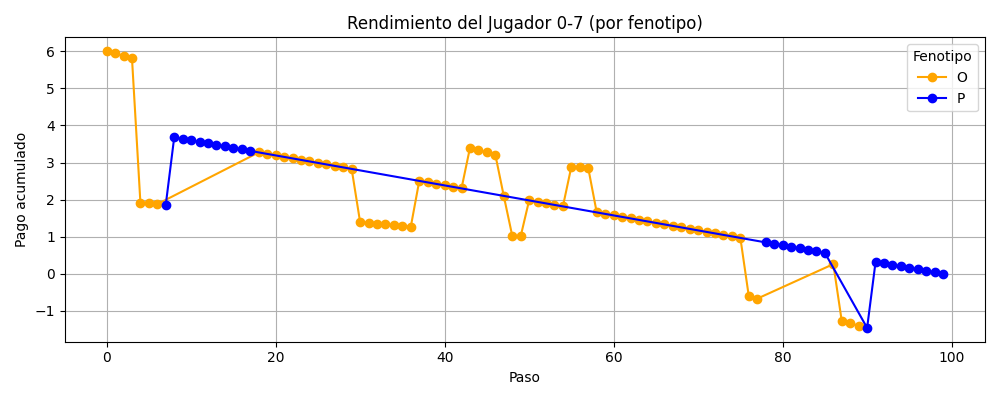 Rendimiento del Jugador 0-7 (por fenotipo)
Pago acumulado
6
5
4
3
2
1
0
−1
Fenotipo
O
P
0 20 40 60 80 100
Paso